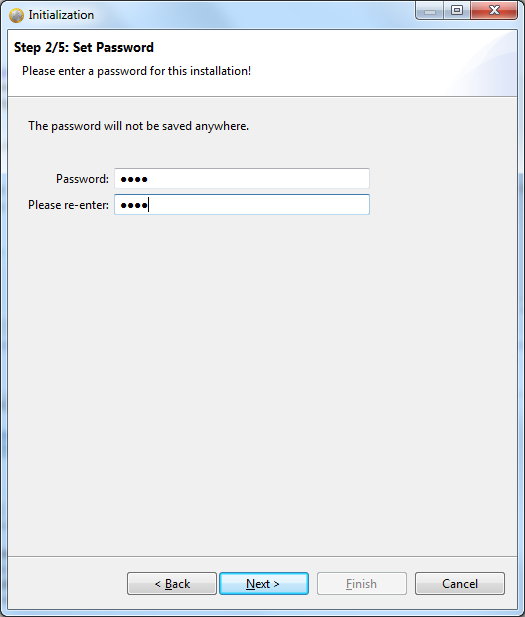 Initialization
Step 2/5: Set Password
Please enter a password for this installation!
The password will not be saved anywhere.
Password: ●●●●
Please re-enter: ●●●●
< Back Next > Finish Cancel